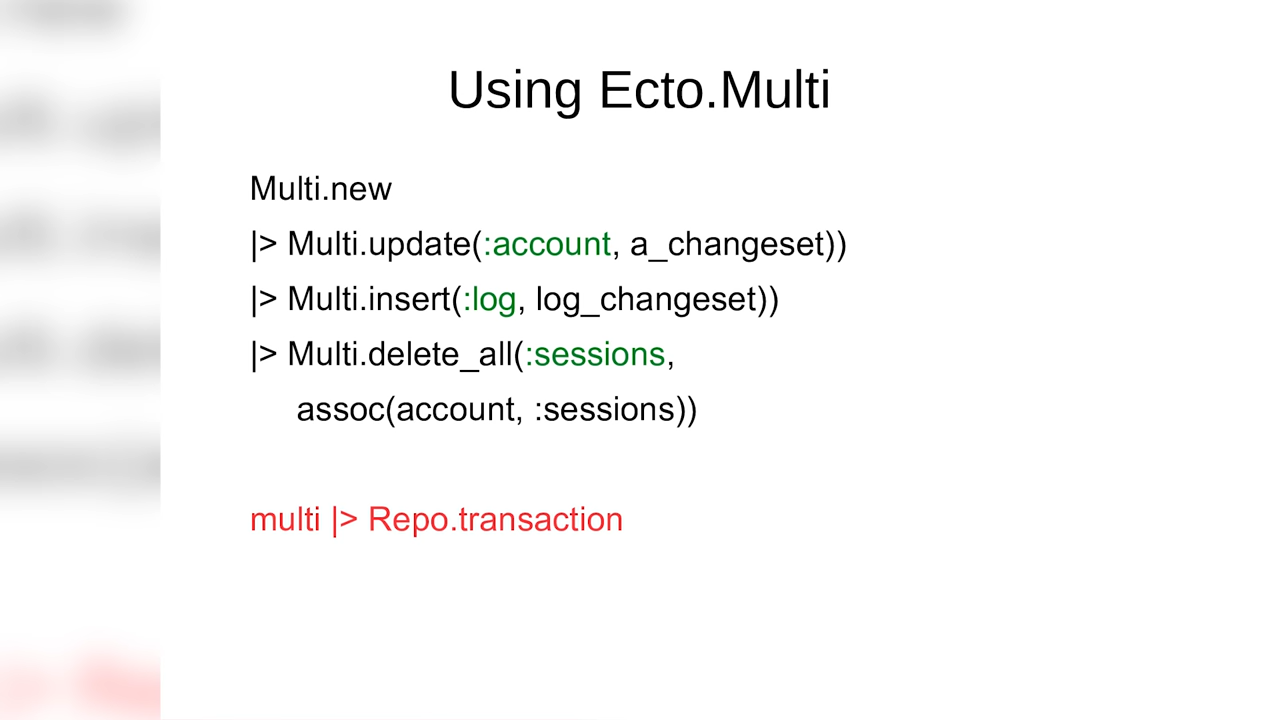 Using Ecto.Multi
Multi.new
|> Multi.update(:account, a_changeset))
|> Multi.insert(:log, log_changeset))
|> Multi.delete_all(:sessions,
assoc(account, :sessions))
multi |> Repo.transaction